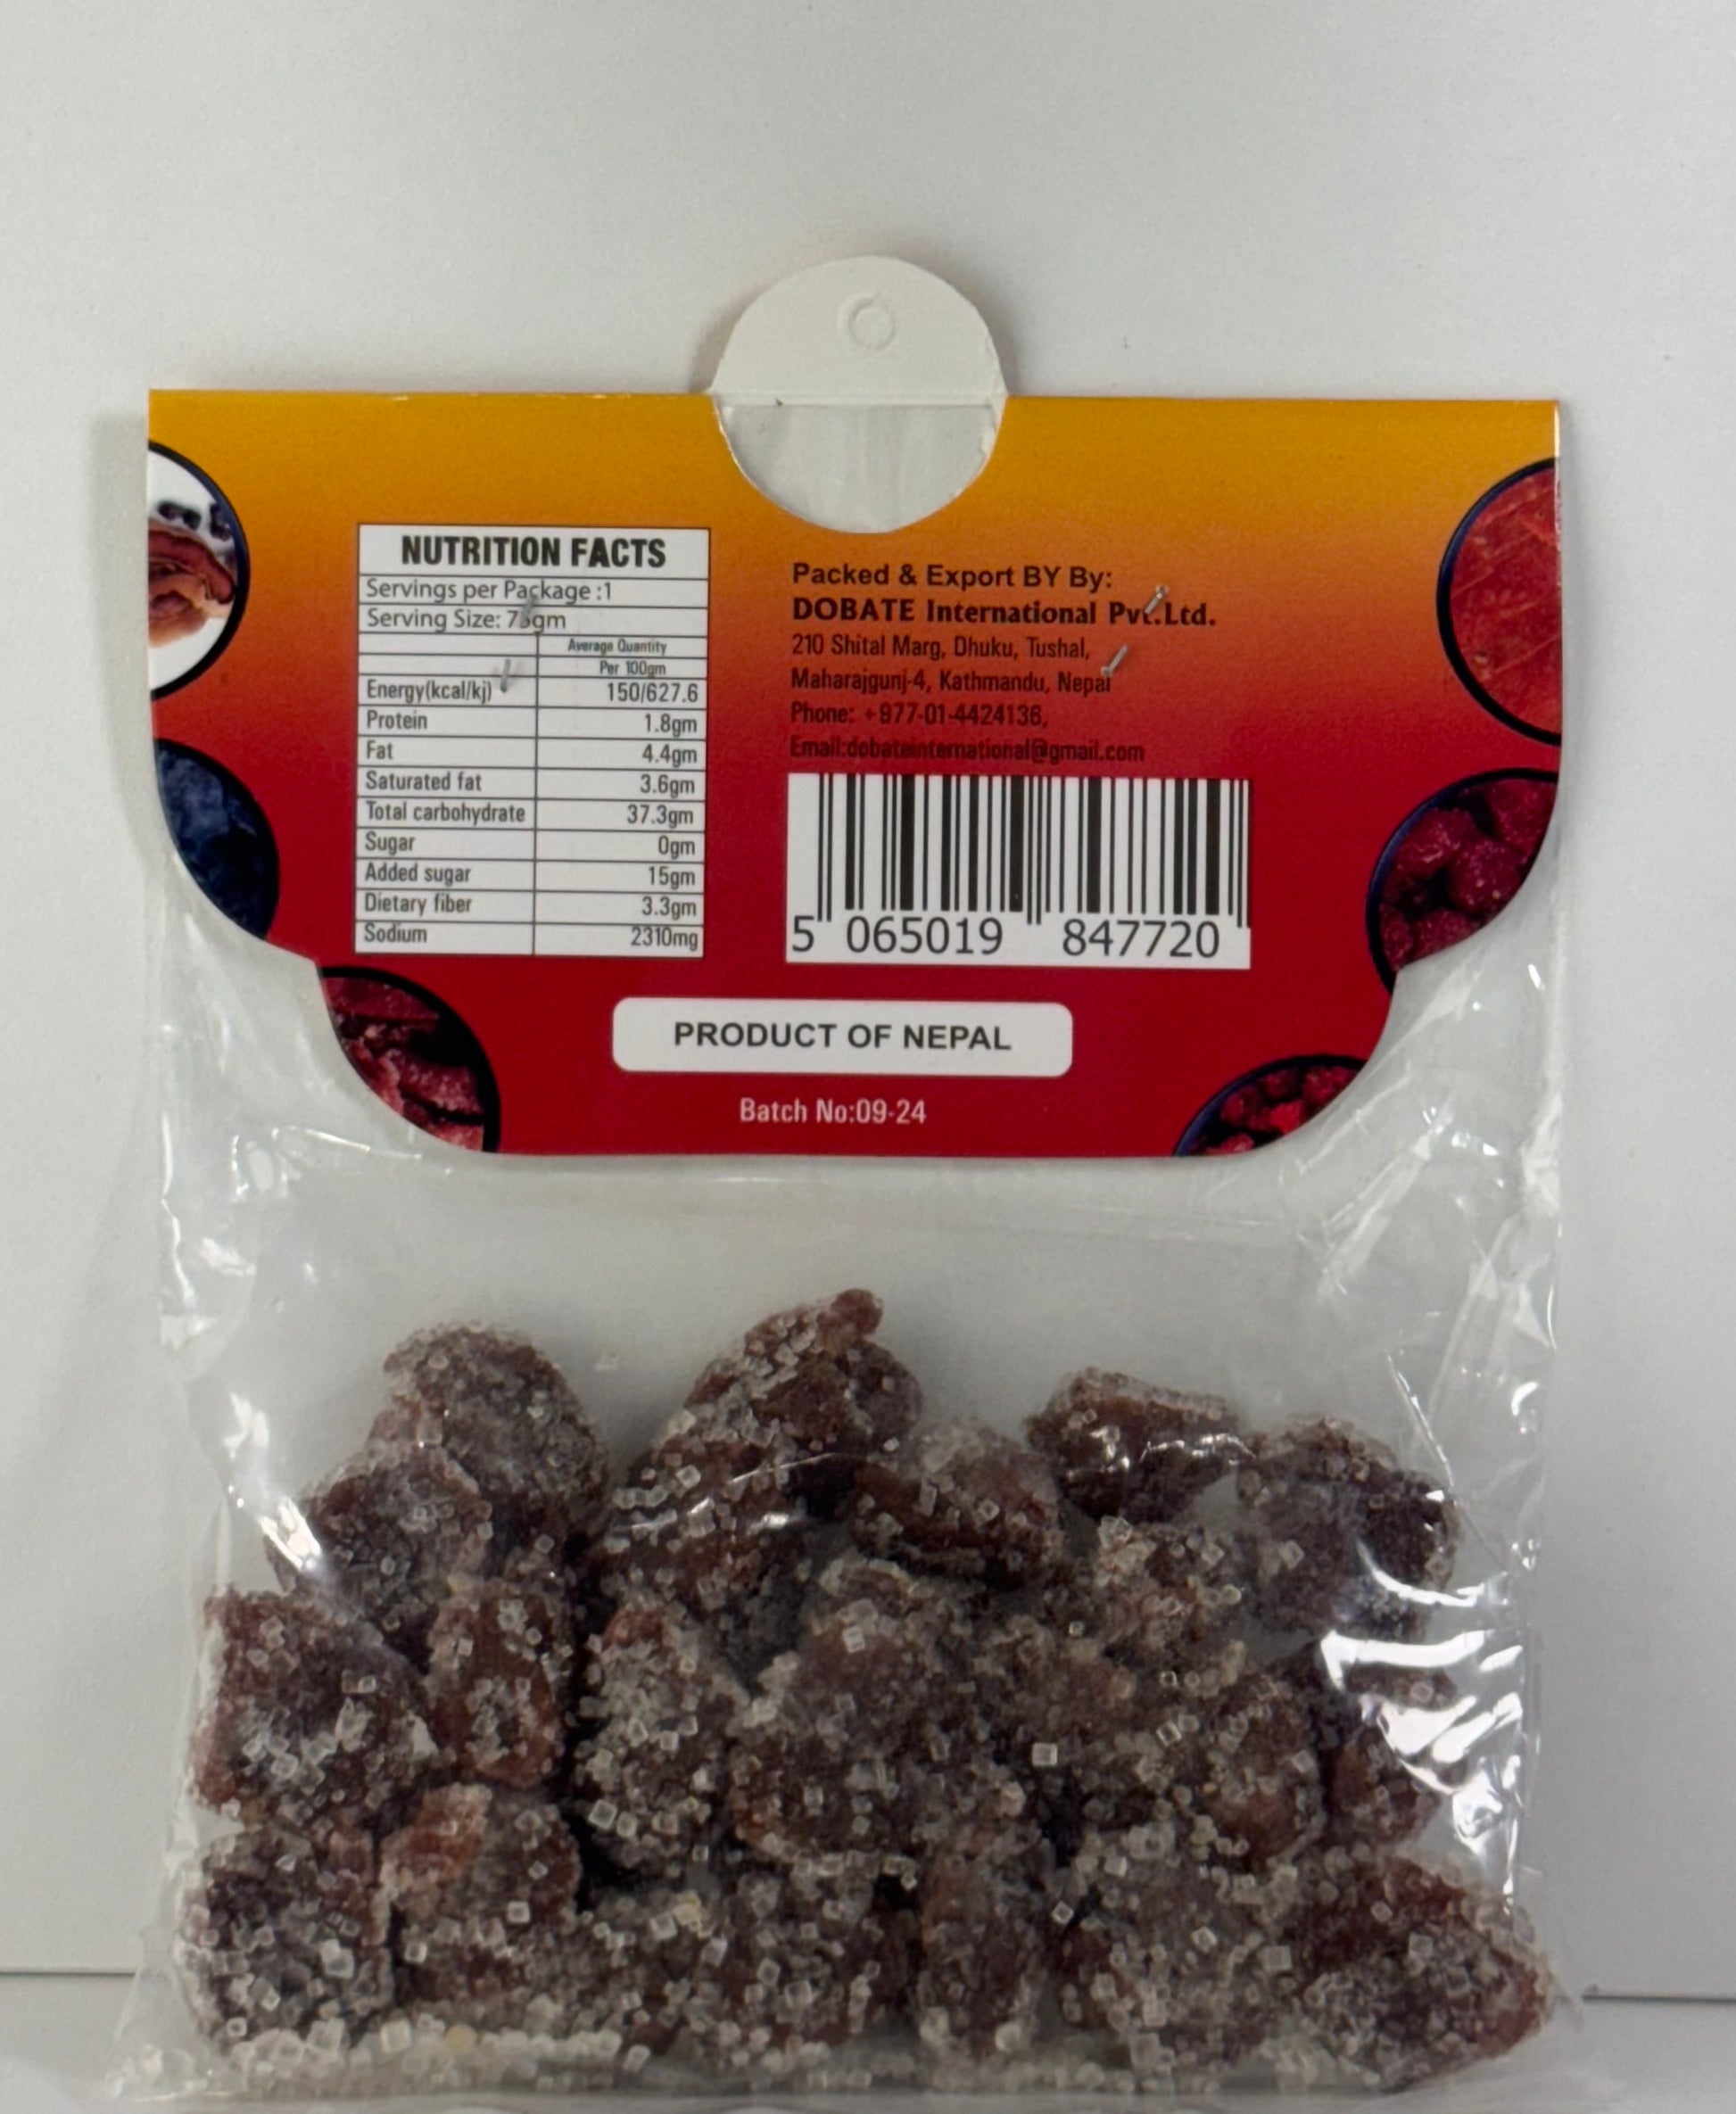 NUTRITION FACTS
Servings per Package :1
Serving Size: 75gm
Average Quantity
Per 100gm
Energy(kcal/kj) 150/627.6
Protein 1.8gm
Fat 4.4gm
Saturated fat 3.6gm
Total carbohydrate 37.3gm
Sugar 0gm
Added sugar 15gm
Dietary fiber 3.3gm
Sodium 2310mg
Packed & Export BY By:
DOBATE International Pvt.Ltd.
210 Shital Marg, Dhuku, Tushal,
Maharajgunj-4, Kathmandu, Nepal
Phone: +977-01-4424136,
Email:dobateinternational@gmail.com
5 065019 847720
PRODUCT OF NEPAL
Batch No:09-24